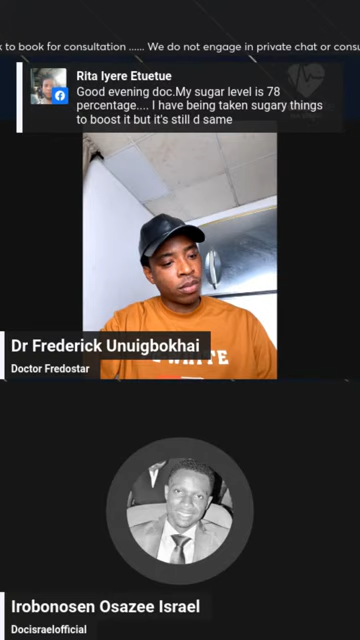 k to book for consultation ...... We do not engage in private chat or consu
Rita Iyere Etuetue
Good evening doc.My sugar level is 78
percentage.... I have being taken sugary things
to boost it but it's still d same
Dr Frederick Unuigbokhai
Doctor Fredostar
Irobonosen Osazee Israel
Docisraelofficial